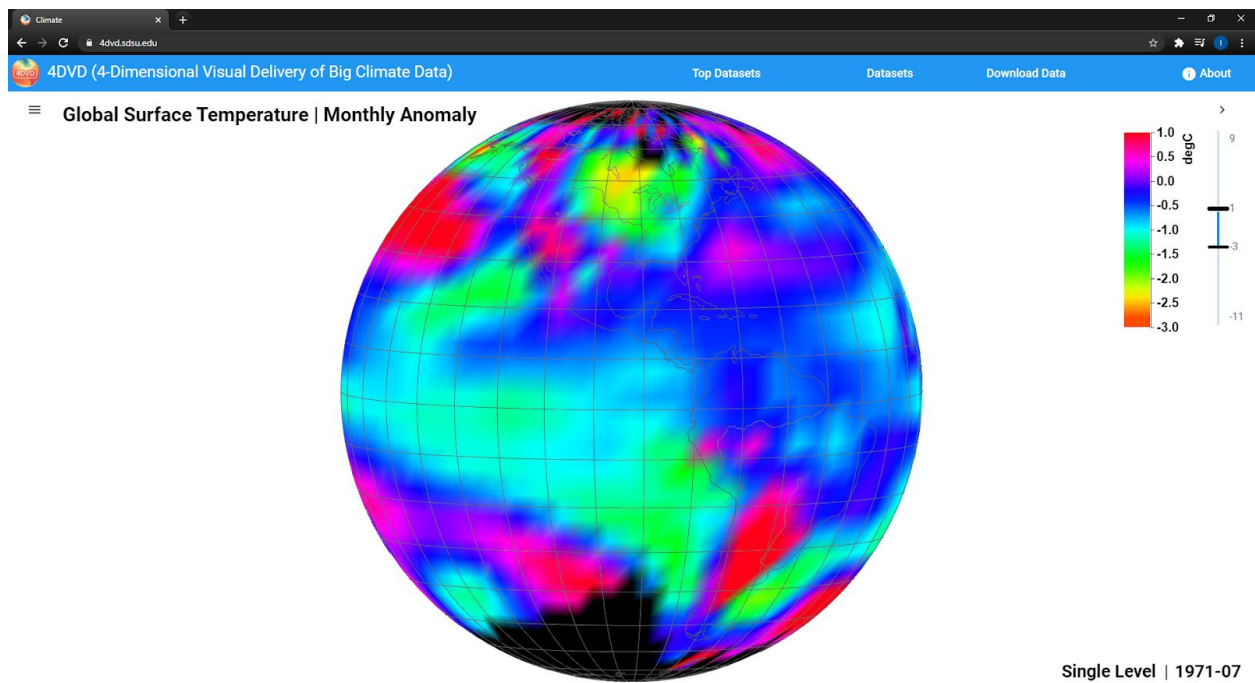 Climate
4dvd.sdsu.edu
4DVD
4DVD (4-Dimensional Visual Delivery of Big Climate Data)
Top Datasets
Datasets
Download Data
About
Global Surface Temperature | Monthly Anomaly
1.0
0.5
0.0
-0.5
-1.0
-1.5
-2.0
-2.5
-3.0
degC
9
1
-3
-11
Single Level | 1971-07